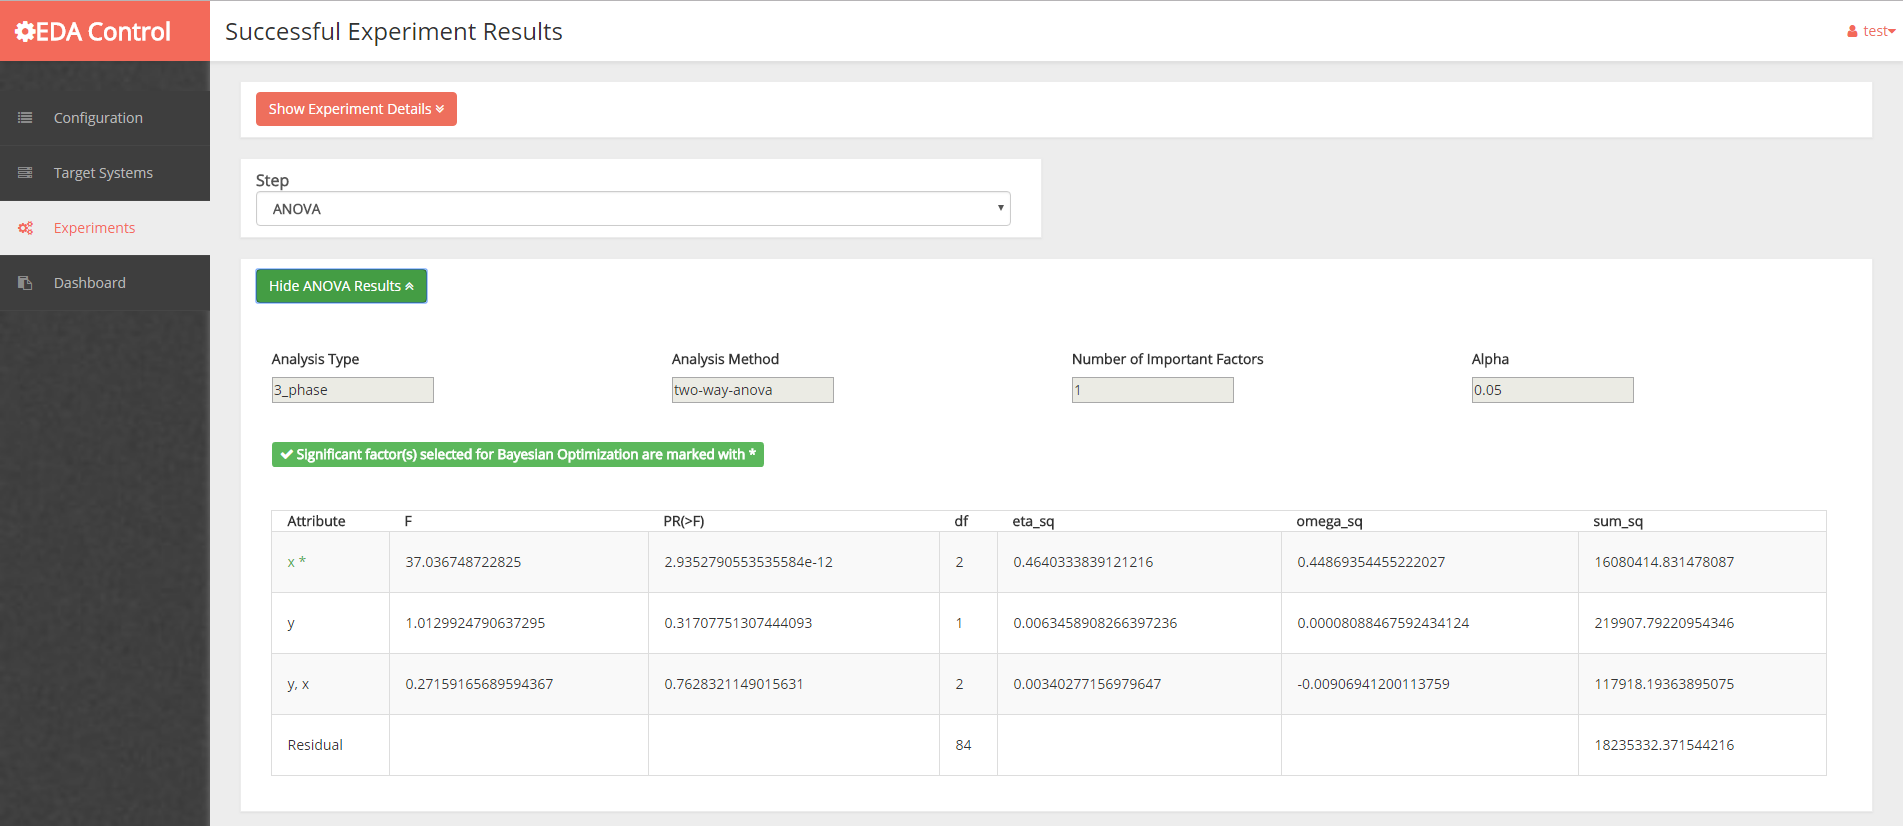 EDA Control
Successful Experiment Results
test
Configuration
Target Systems
Experiments
Dashboard
Show Experiment Details
Step
ANOVA
Hide ANOVA Results
Analysis Type Analysis Method Number of Important Factors Alpha
3_phase two-way-anova 1 0.05
Significant factor(s) selected for Bayesian Optimization are marked with *
Attribute F PR(>F) df eta_sq omega_sq sum_sq
x * 37.036748722825 2.9352790553535584e-12 2 0.4640333839121216 0.44869354455222027 16080414.831478087
y 1.0129924790637295 0.31707751307444093 1 0.0063458908266397236 0.00008088467592434124 219907.79220954346
y, x 0.27159165689594367 0.7628321149015631 2 0.00340277156979647 -0.00906941200113759 117918.19363895075
Residual 84 18235332.371544216